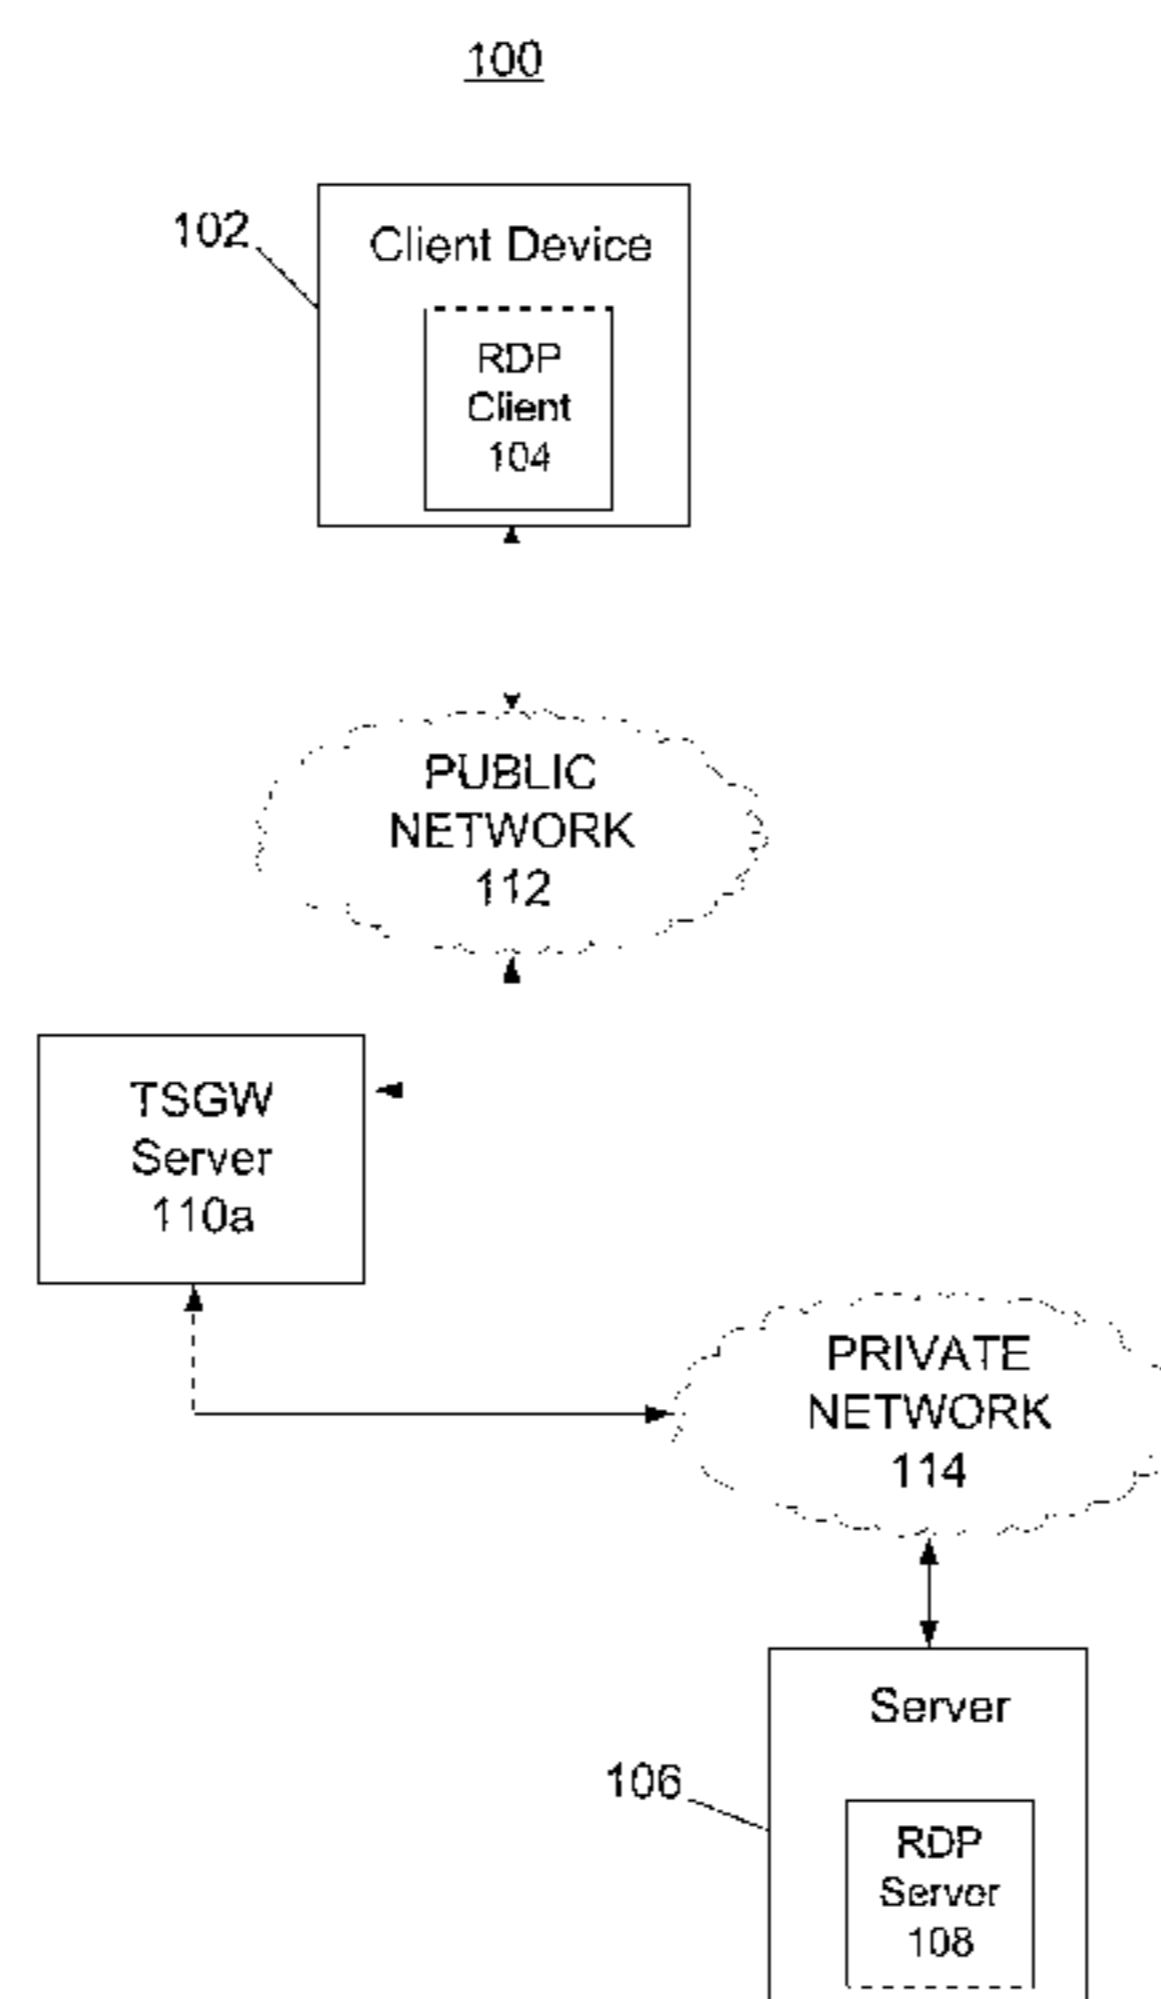 100
102
Client Device
RDP
Client
104
PUBLIC
NETWORK
112
TSGW
Server
110a
PRIVATE
NETWORK
114
Server
106
RDP
Server
108